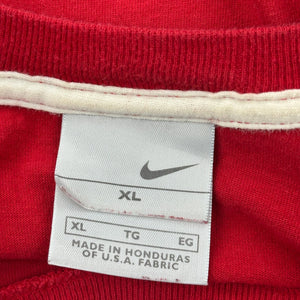 XL
XL TG EG
MADE IN HONDURAS
OF U.S.A. FABRIC